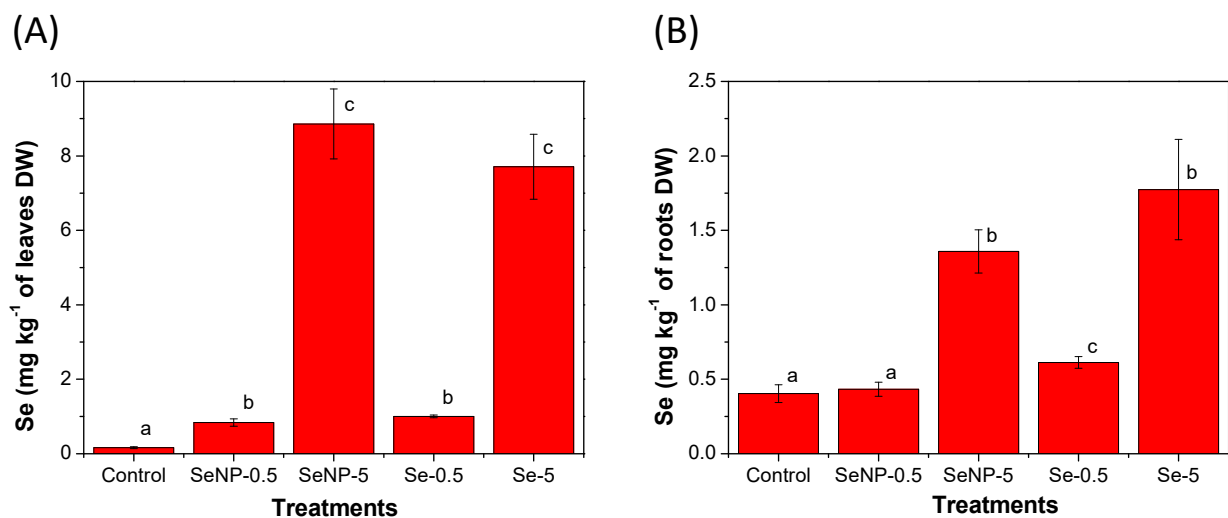 (A)
Se (mg kg⁻¹ of leaves DW)
10
8
6
4
2
0
a
b
c
b
c
Control SeNP-0.5 SeNP-5 Se-0.5 Se-5
Treatments
(B)
Se (mg kg⁻¹ of roots DW)
2.5
2.0
1.5
1.0
0.5
0.0
a
a
b
c
b
Control SeNP-0.5 SeNP-5 Se-0.5 Se-5
Treatments